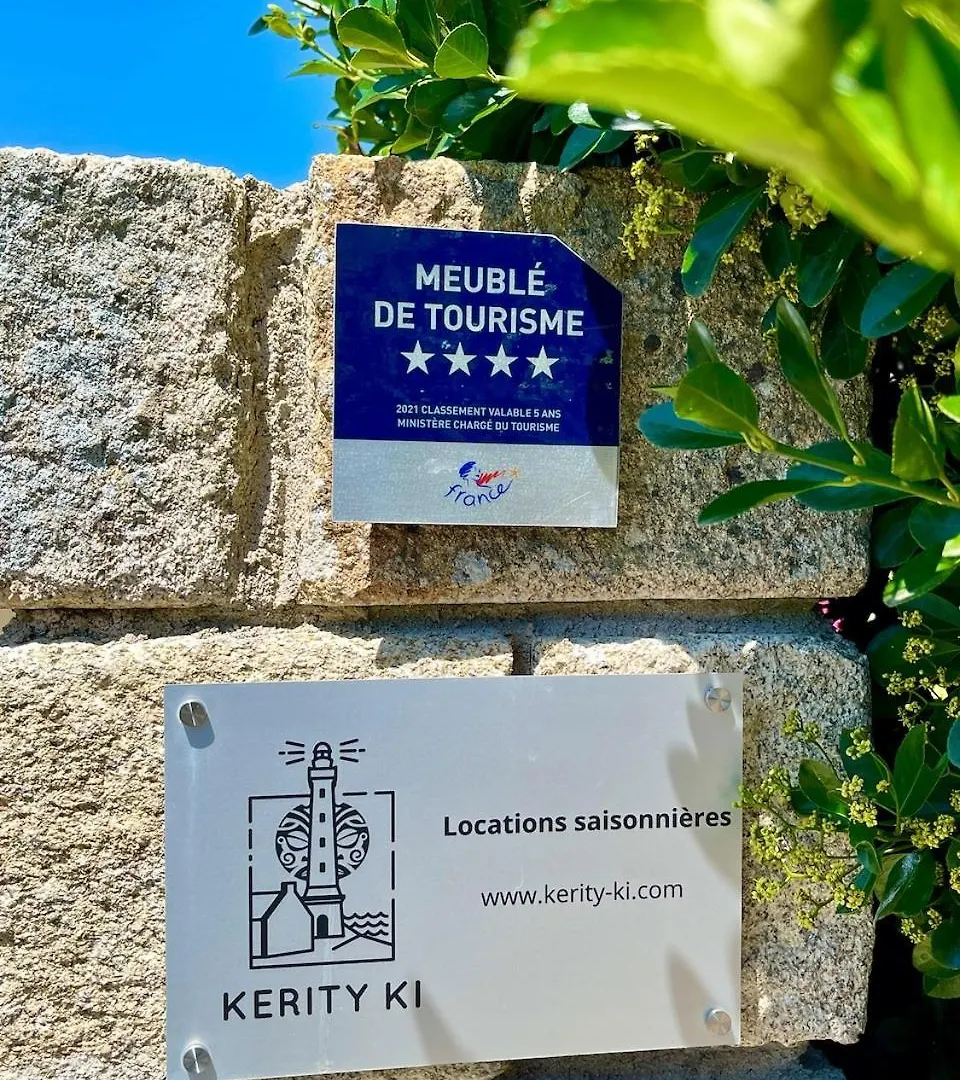 MEUBLÉ
DE TOURISME
2021 CLASSEMENT VALABLE 5 ANS
MINISTÈRE CHARGÉ DU TOURISME
france
Locations saisonnières
www.kerity-ki.com
KERITY KI